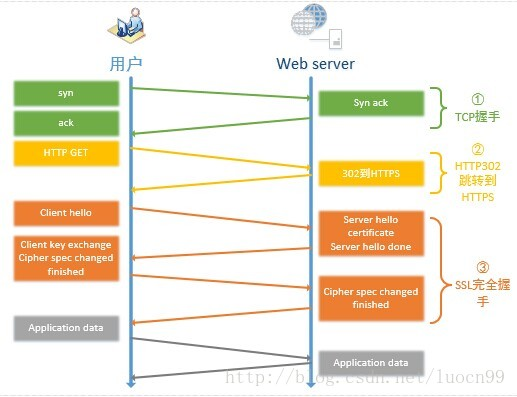 用户
Web server
syn
Syn ack
①
TCP握手
ack
HTTP GET
302到HTTPS
②
HTTP302
跳转到
HTTPS
Client hello
Server hello
certificate
Server hello done
Client key exchange
Cipher spec changed
finished
③
SSL完全握
手
Cipher spec changed
finished
Application data
Application data
http://blog.csdn.net/luocn99